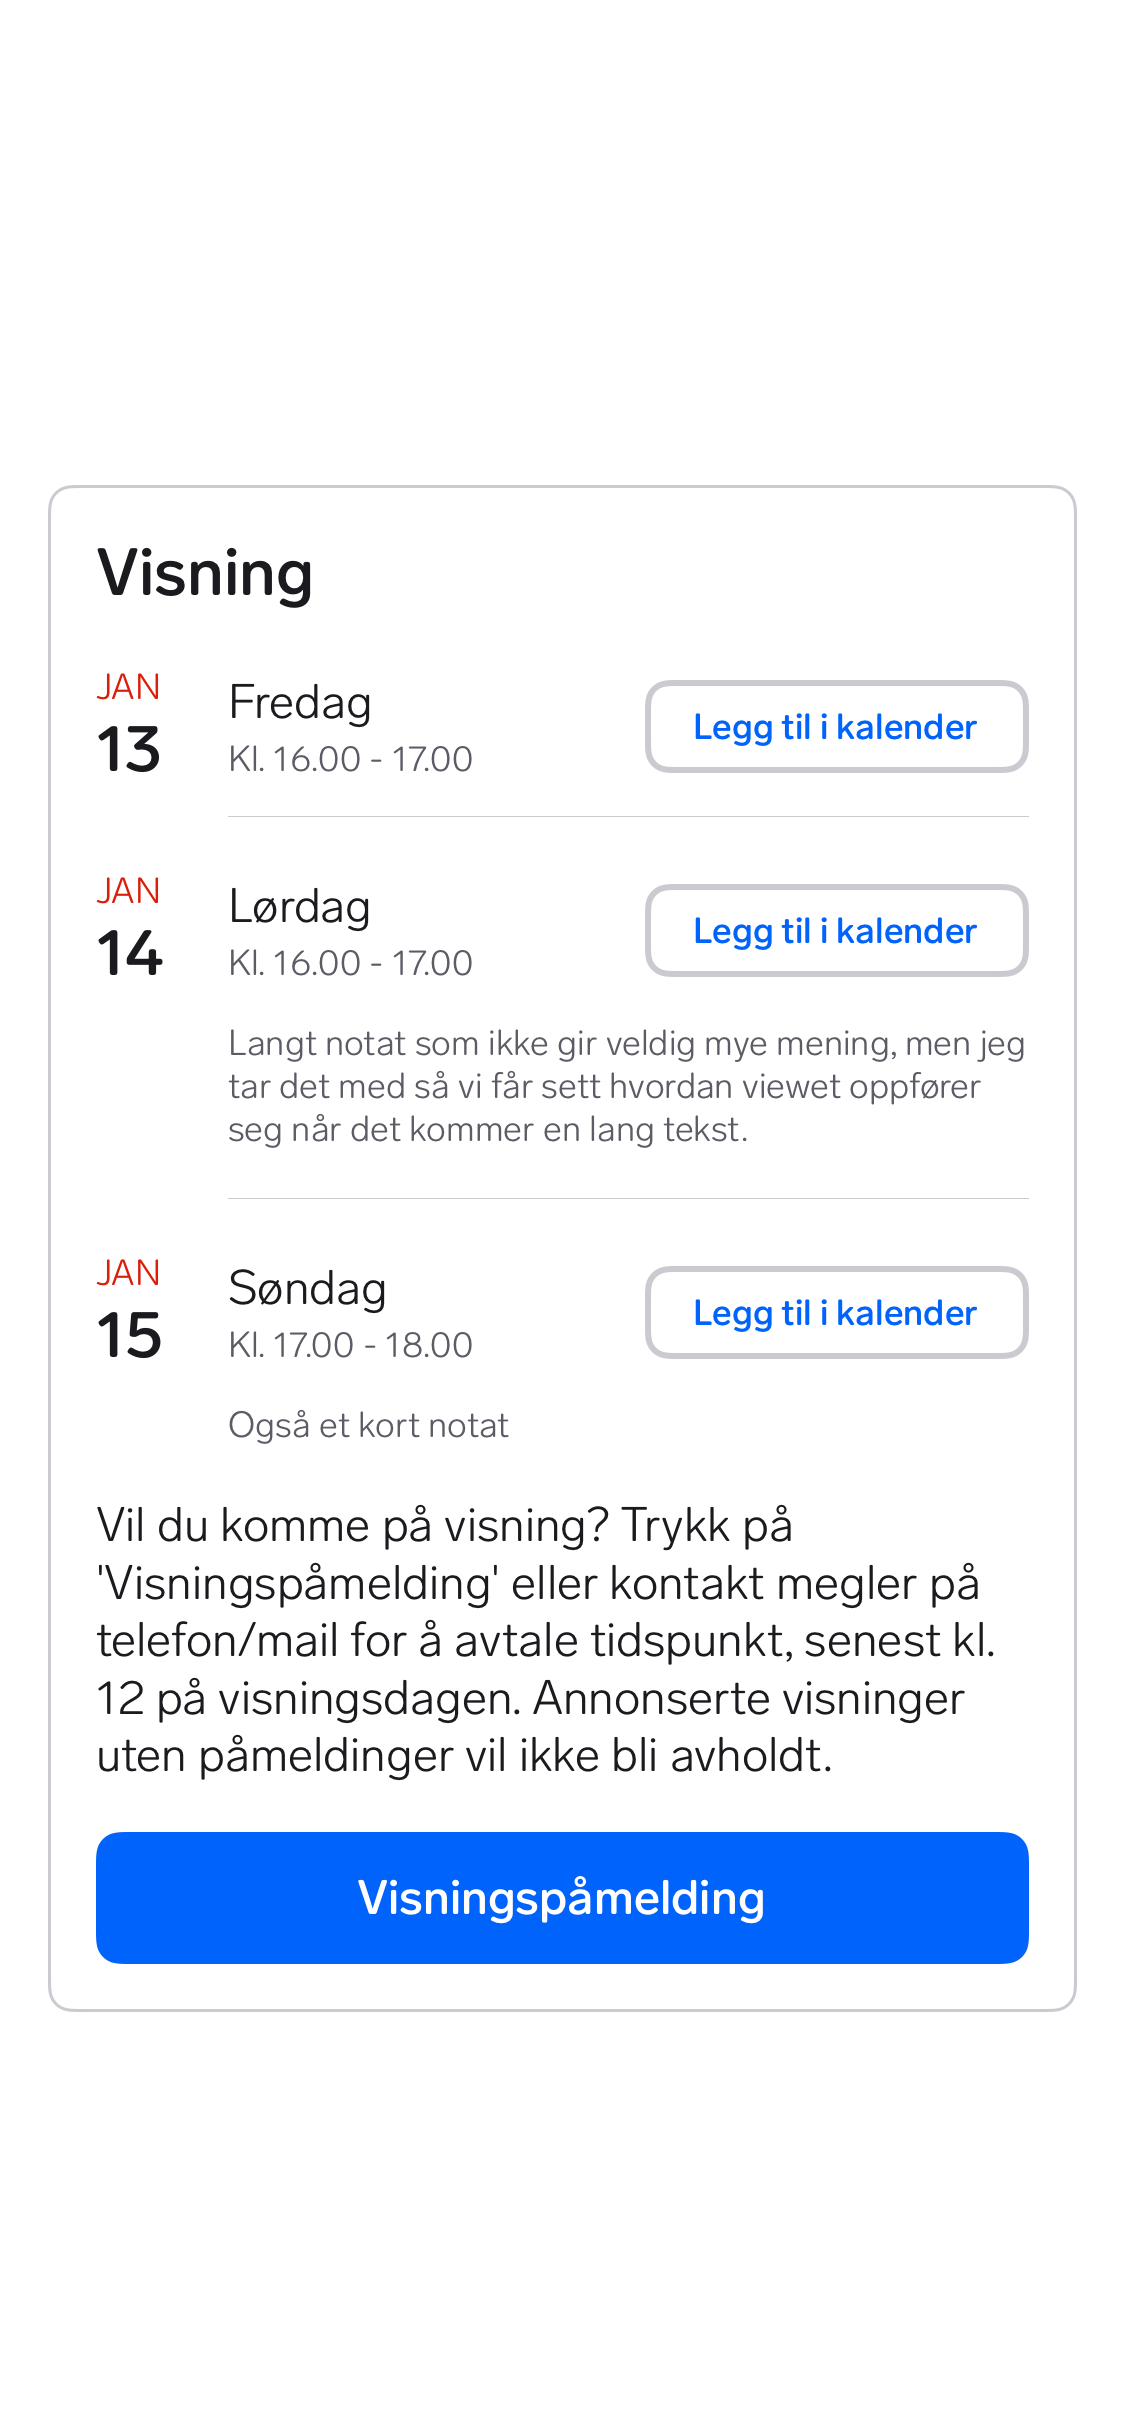 Visning
JAN
13
Fredag
Kl. 16.00 - 17.00
Legg til i kalender
JAN
14
Lørdag
Kl. 16.00 - 17.00
Legg til i kalender
Langt notat som ikke gir veldig mye mening, men jeg
tar det med så vi får sett hvordan viewet oppfører
seg når det kommer en lang tekst.
JAN
15
Søndag
Kl. 17.00 - 18.00
Legg til i kalender
Også et kort notat
Vil du komme på visning? Trykk på
'Visningspåmelding' eller kontakt megler på
telefon/mail for å avtale tidspunkt, senest kl.
12 på visningsdagen. Annonserte visninger
uten påmeldinger vil ikke bli avholdt.
Visningspåmelding